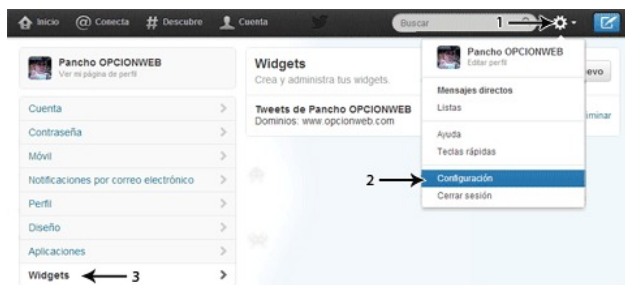 Inicio @ Conecta # Descubre Cuenta Buscar 1
Pancho OPCIONWEB
Ver mi página de perfil
Cuenta
Contraseña
Móvil
Notificaciones por correo electrónico
Perfil
Diseño
Aplicaciones
Widgets 3
Widgets
Crea y administra tus widgets.
Tweets de Pancho OPCIONWEB
Dominios: www.opcionweb.com
evo
iminar
Pancho OPCIONWEB
Editar perfil
Mensajes directos
Listas
Ayuda
Teclas rápidas
2 Configuración
Cerrar sesión